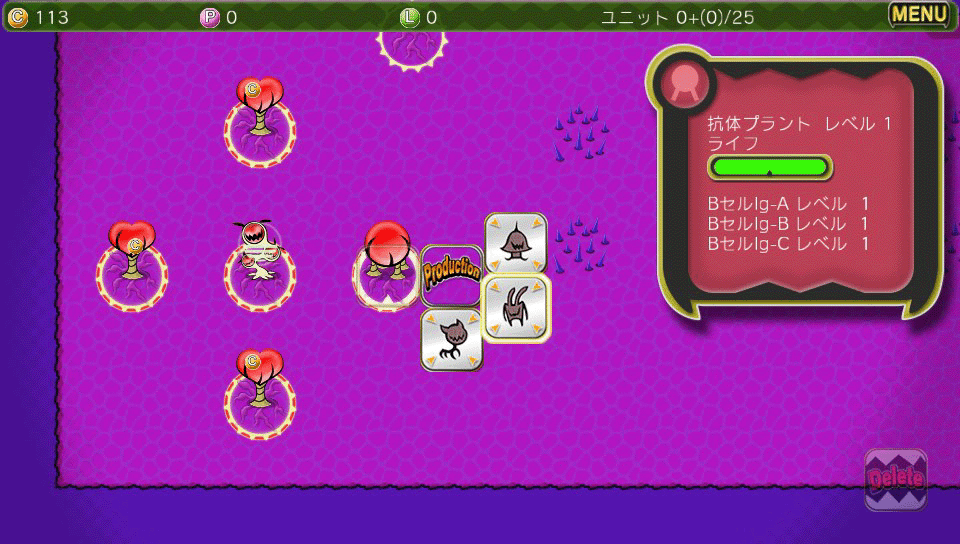 C 113
P 0
L 0
ユニット 0+(0)/25
MENU
C
抗体プラント レベル 1
ライフ
C
Production
BセルIg-A レベル 1
BセルIg-B レベル 1
BセルIg-C レベル 1
C
Delete